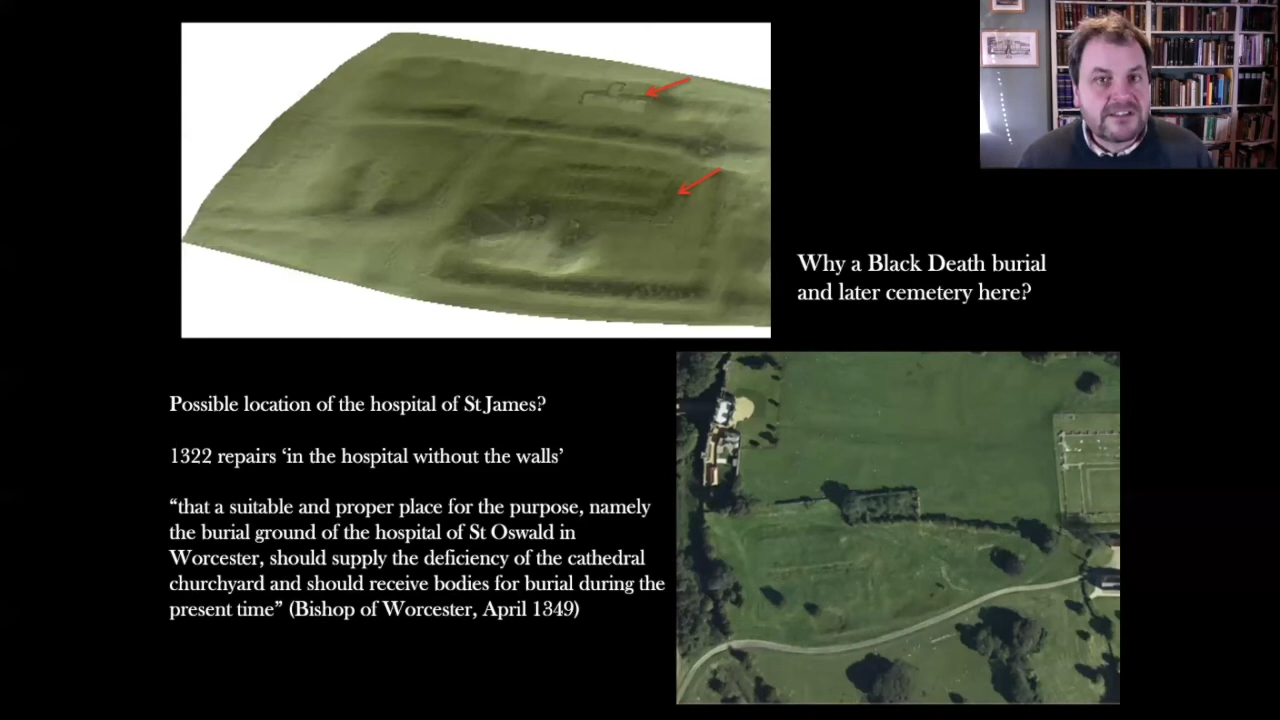 Why a Black Death burial
and later cemetery here?
Possible location of the hospital of St James?
1322 repairs ‘in the hospital without the walls’
“that a suitable and proper place for the purpose, namely
the burial ground of the hospital of St Oswald in
Worcester, should supply the deficiency of the cathedral
churchyard and should receive bodies for burial during the
present time” (Bishop of Worcester, April 1349)